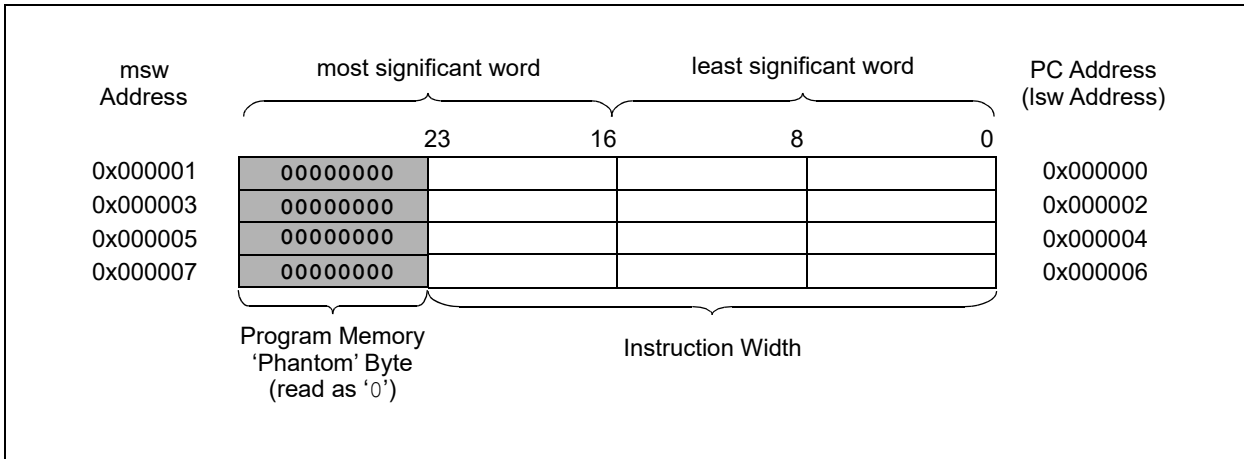 msw
Address
most significant word
least significant word
PC Address
(lsw Address)
23
16
8
0
0x000001
00000000
0x000000
0x000003
00000000
0x000002
0x000005
00000000
0x000004
0x000007
00000000
0x000006
Program Memory
‘Phantom’ Byte
(read as ‘0’)
Instruction Width